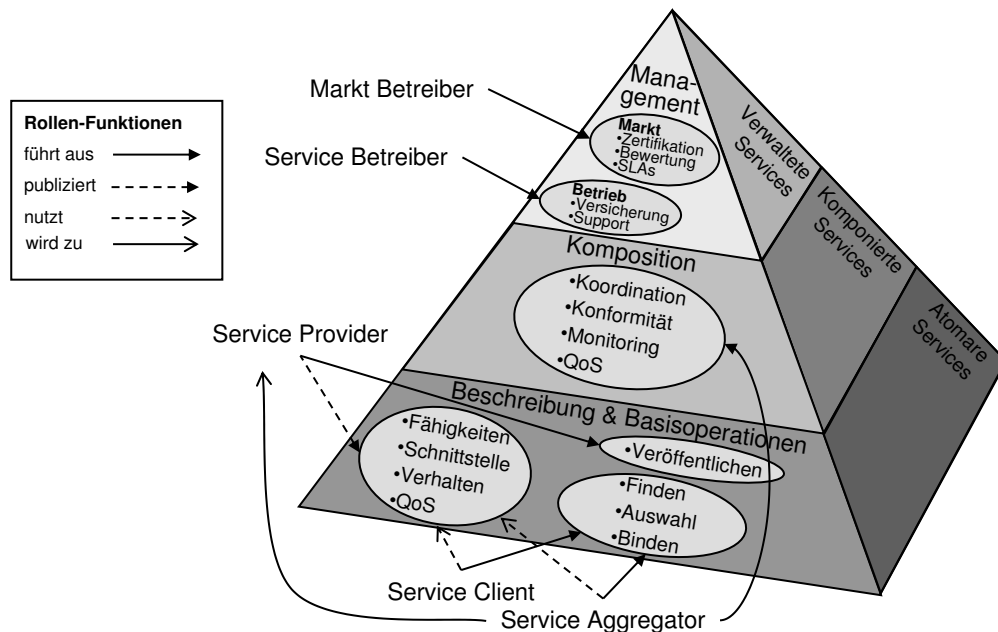 Rollen-Funktionen
führt aus
publiziert
nutzt
wird zu
Markt Betreiber
Service Betreiber
Service Provider
Service Client
Service Aggregator
Mana-
gement
Markt
•Zertifikation
•Bewertung
•SLAs
Betrieb
•Versicherung
•Support
Komposition
•Koordination
•Konformität
•Monitoring
•QoS
Beschreibung & Basisoperationen
•Fähigkeiten
•Schnittstelle
•Verhalten
•QoS
•Veröffentlichen
•Finden
•Auswahl
•Binden
Verwaltete
Services
Komponierte
Services
Atomare
Services